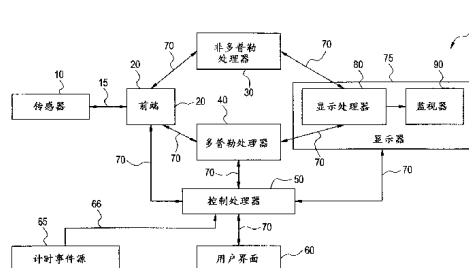 70
非多普勒
处理器
30
70
10
传感器
15
20
前端
20
70
40
多普勒处理器
70
75
80
显示处理器
90
监视器
显示器
70
70
70
50
控制处理器
70
65
计时事件源
66
70
用户界面
60